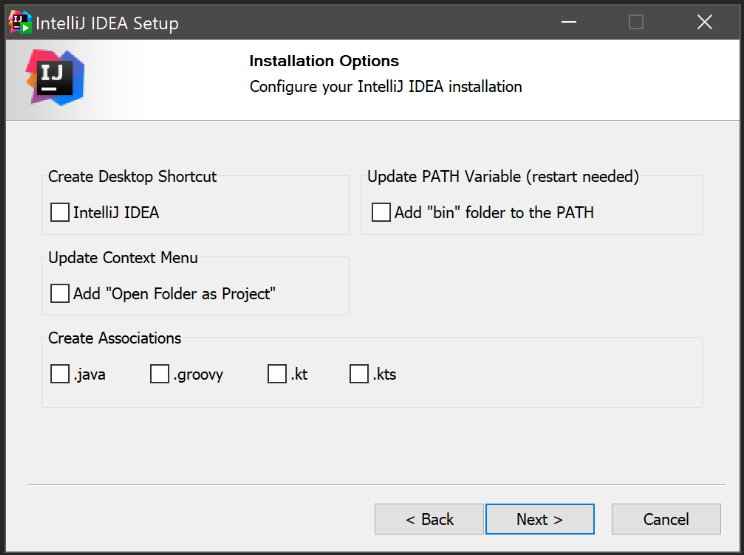 IntelliJ IDEA Setup
IJ
Installation Options
Configure your IntelliJ IDEA installation
Create Desktop Shortcut
IntelliJ IDEA
Update PATH Variable (restart needed)
Add "bin" folder to the PATH
Update Context Menu
Add "Open Folder as Project"
Create Associations
.java .groovy .kt .kts
< Back Next > Cancel